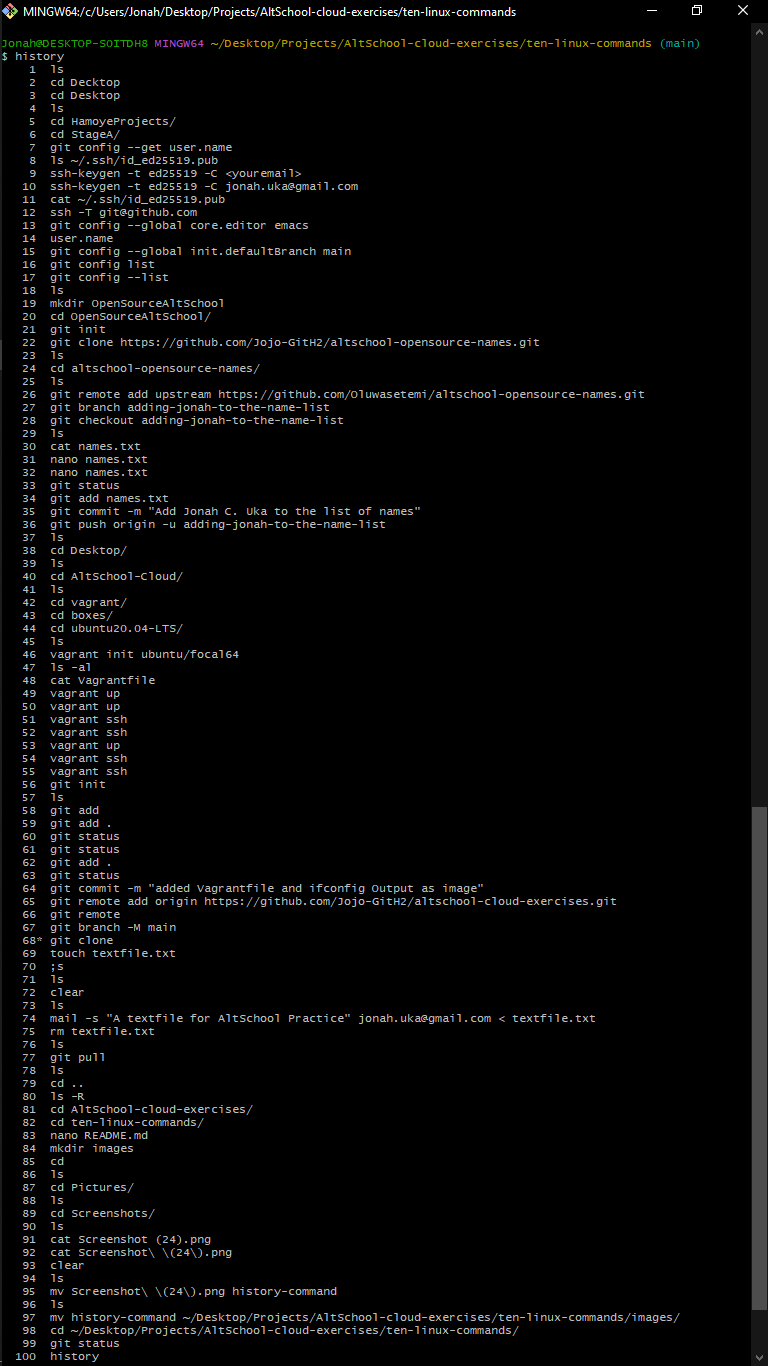 MINGW64:/c/Users/Jonah/Desktop/Projects/AltSchool-cloud-exercises/ten-linux-commands
Jonah@DESKTOP-SOITDH8 MINGW64 ~/Desktop/Projects/AltSchool-cloud-exercises/ten-linux-commands (main)
$ history
1 ls
2 cd Decktop
3 cd Desktop
4 ls
5 cd HamoyeProjects/
6 cd StageA/
7 git config --get user.name
8 ls ~/.ssh/id_ed25519.pub
9 ssh-keygen -t ed25519 -C <youremail>
10 ssh-keygen -t ed25519 -C jonah.uka@gmail.com
11 cat ~/.ssh/id_ed25519.pub
12 ssh -T git@github.com
13 git config --global core.editor emacs
14 user.name
15 git config --global init.defaultBranch main
16 git config list
17 git config --list
18 ls
19 mkdir OpenSourceAltSchool
20 cd OpenSourceAltSchool/
21 git init
22 git clone https://github.com/Jojo-GitH2/altschool-opensource-names.git
23 ls
24 cd altschool-opensource-names/
25 ls
26 git remote add upstream https://github.com/Oluwasetemi/altschool-opensource-names.git
27 git branch adding-jonah-to-the-name-list
28 git checkout adding-jonah-to-the-name-list
29 ls
30 cat names.txt
31 nano names.txt
32 nano names.txt
33 git status
34 git add names.txt
35 git commit -m "Add Jonah C. Uka to the list of names"
36 git push origin -u adding-jonah-to-the-name-list
37 ls
38 cd Desktop/
39 ls
40 cd AltSchool-Cloud/
41 ls
42 cd vagrant/
43 cd boxes/
44 cd ubuntu20.04-LTS/
45 ls
46 vagrant init ubuntu/focal64
47 ls -al
48 cat Vagrantfile
49 vagrant up
50 vagrant up
51 vagrant ssh
52 vagrant ssh
53 vagrant up
54 vagrant ssh
55 vagrant ssh
56 git init
57 ls
58 git add
59 git add .
60 git status
61 git status
62 git add .
63 git status
64 git commit -m "added Vagrantfile and ifconfig Output as image"
65 git remote add origin https://github.com/Jojo-GitH2/altschool-cloud-exercises.git
66 git remote
67 git branch -M main
68* git clone
69 touch textfile.txt
70 ;s
71 ls
72 clear
73 ls
74 mail -s "A textfile for AltSchool Practice" jonah.uka@gmail.com < textfile.txt
75 rm textfile.txt
76 ls
77 git pull
78 ls
79 cd ..
80 ls -R
81 cd AltSchool-cloud-exercises/
82 cd ten-linux-commands/
83 nano README.md
84 mkdir images
85 cd
86 ls
87 cd Pictures/
88 ls
89 cd Screenshots/
90 ls
91 cat Screenshot (24).png
92 cat Screenshot\ \(24\).png
93 clear
94 ls
95 mv Screenshot\ \(24\).png history-command
96 ls
97 mv history-command ~/Desktop/Projects/AltSchool-cloud-exercises/ten-linux-commands/images/
98 cd ~/Desktop/Projects/AltSchool-cloud-exercises/ten-linux-commands/
99 git status
100 history